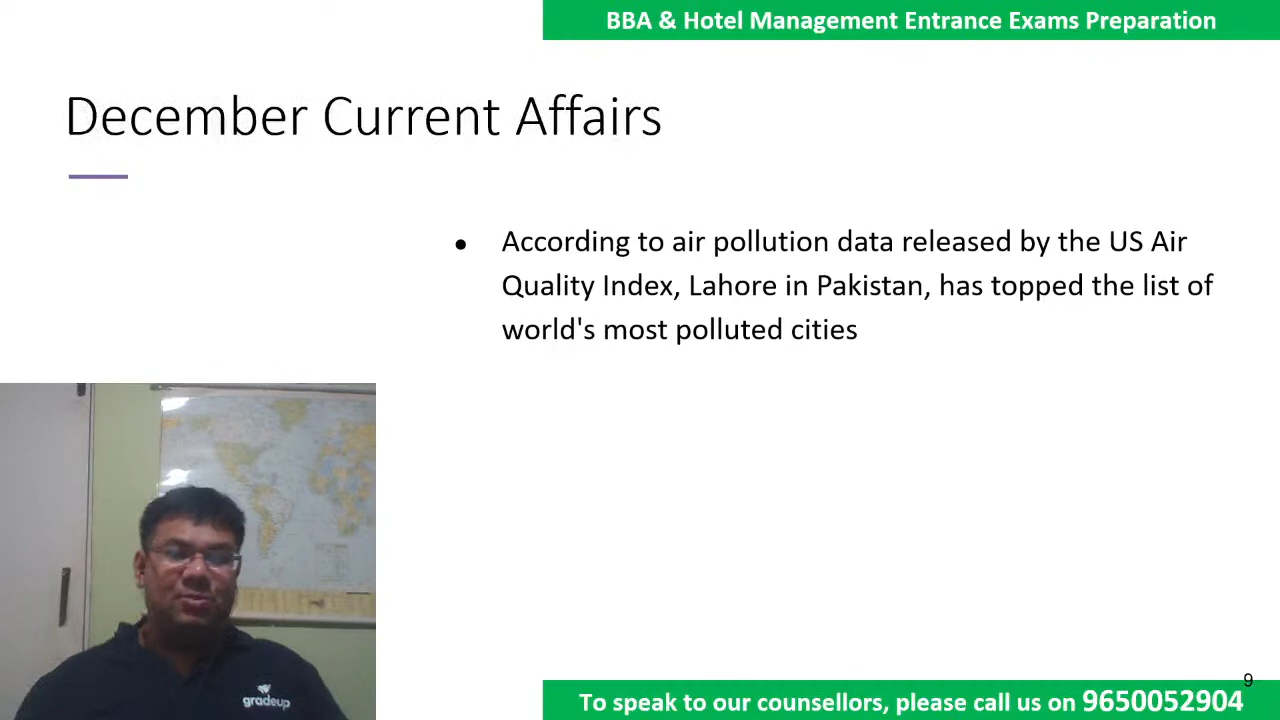 BBA & Hotel Management Entrance Exams Preparation
December Current Affairs
● According to air pollution data released by the US Air
Quality Index, Lahore in Pakistan, has topped the list of
world's most polluted cities
gradeup
9
To speak to our counsellors, please call us on 9650052904